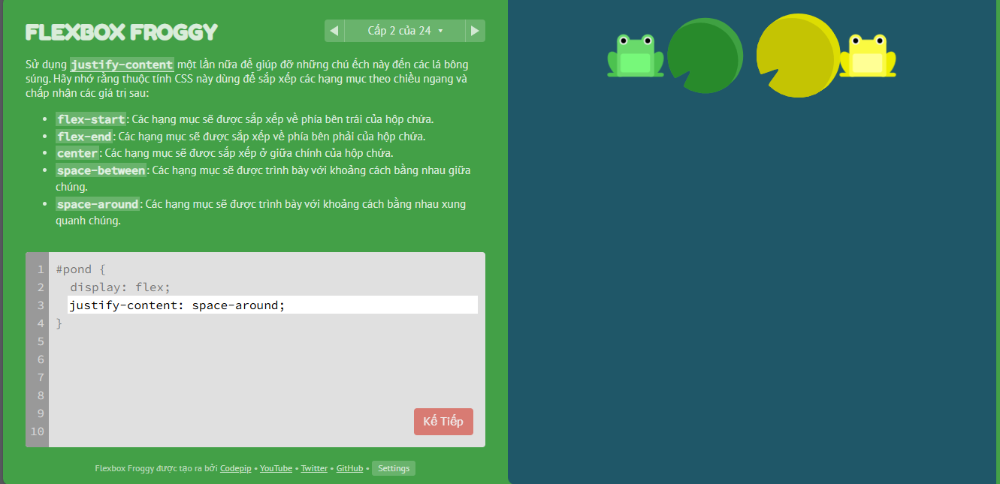 FLEXBOX FROGGY
Cấp 2 của 24
Sử dụng justify-content một lần nữa để giúp đỡ những chú ếch này đến các lá bông
súng. Hãy nhớ rằng thuộc tính CSS này dùng để sắp xếp các hạng mục theo chiều ngang và
chấp nhận các giá trị sau:
• flex-start: Các hạng mục sẽ được sắp xếp về phía bên trái của hộp chứa.
• flex-end: Các hạng mục sẽ được sắp xếp về phía bên phải của hộp chứa.
• center: Các hạng mục sẽ được sắp xếp ở giữa chính của hộp chứa.
• space-between: Các hạng mục sẽ được trình bày với khoảng cách bằng nhau giữa
chúng.
• space-around: Các hạng mục sẽ được trình bày với khoảng cách bằng nhau xung
quanh chúng.
1 #pond {
2 display: flex;
3 justify-content: space-around;
4 }
5
6
7
8
9
10
Kế Tiếp
Flexbox Froggy được tạo ra bởi Codepip • YouTube • Twitter • GitHub • Settings